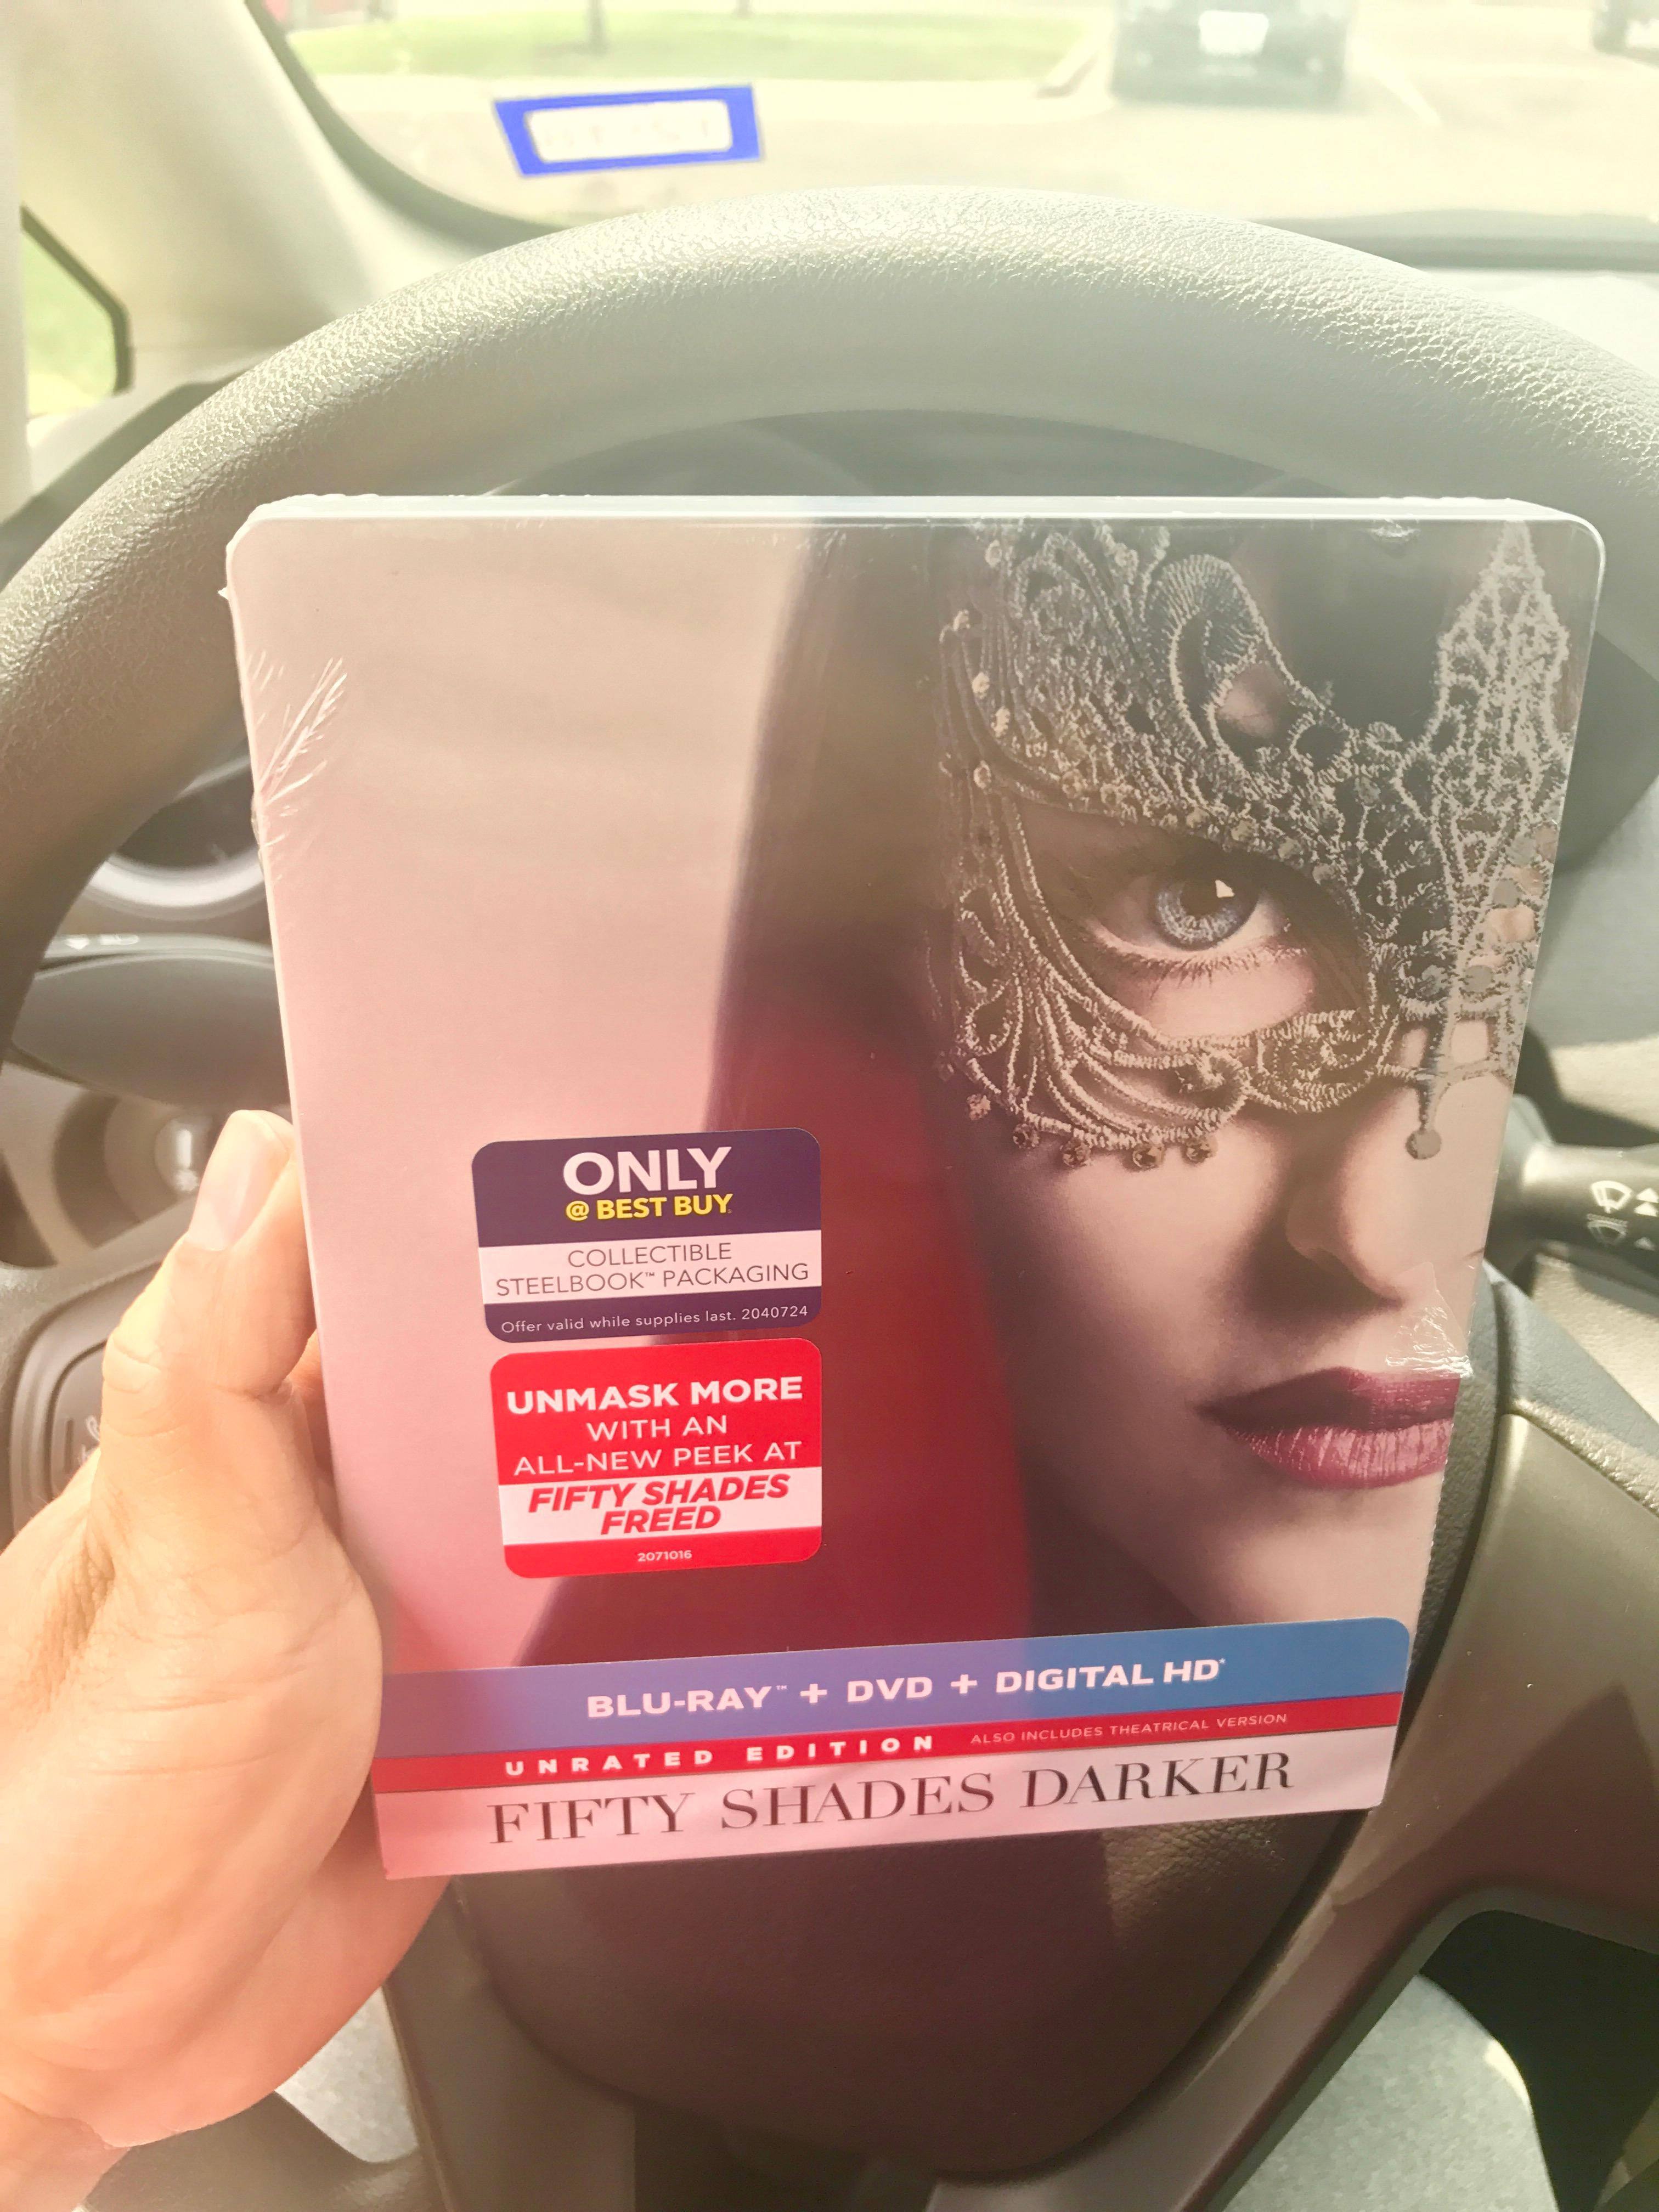 ONLY
@ BEST BUY.
COLLECTIBLE
STEELBOOK™ PACKAGING
Offer valid while supplies last. 2040724
UNMASK MORE
WITH AN
ALL-NEW PEEK AT
FIFTY SHADES
FREED
2071016
BLU-RAY™ + DVD + DIGITAL HD*
UNRATED EDITION ALSO INCLUDES THEATRICAL VERSION
FIFTY SHADES DARKER